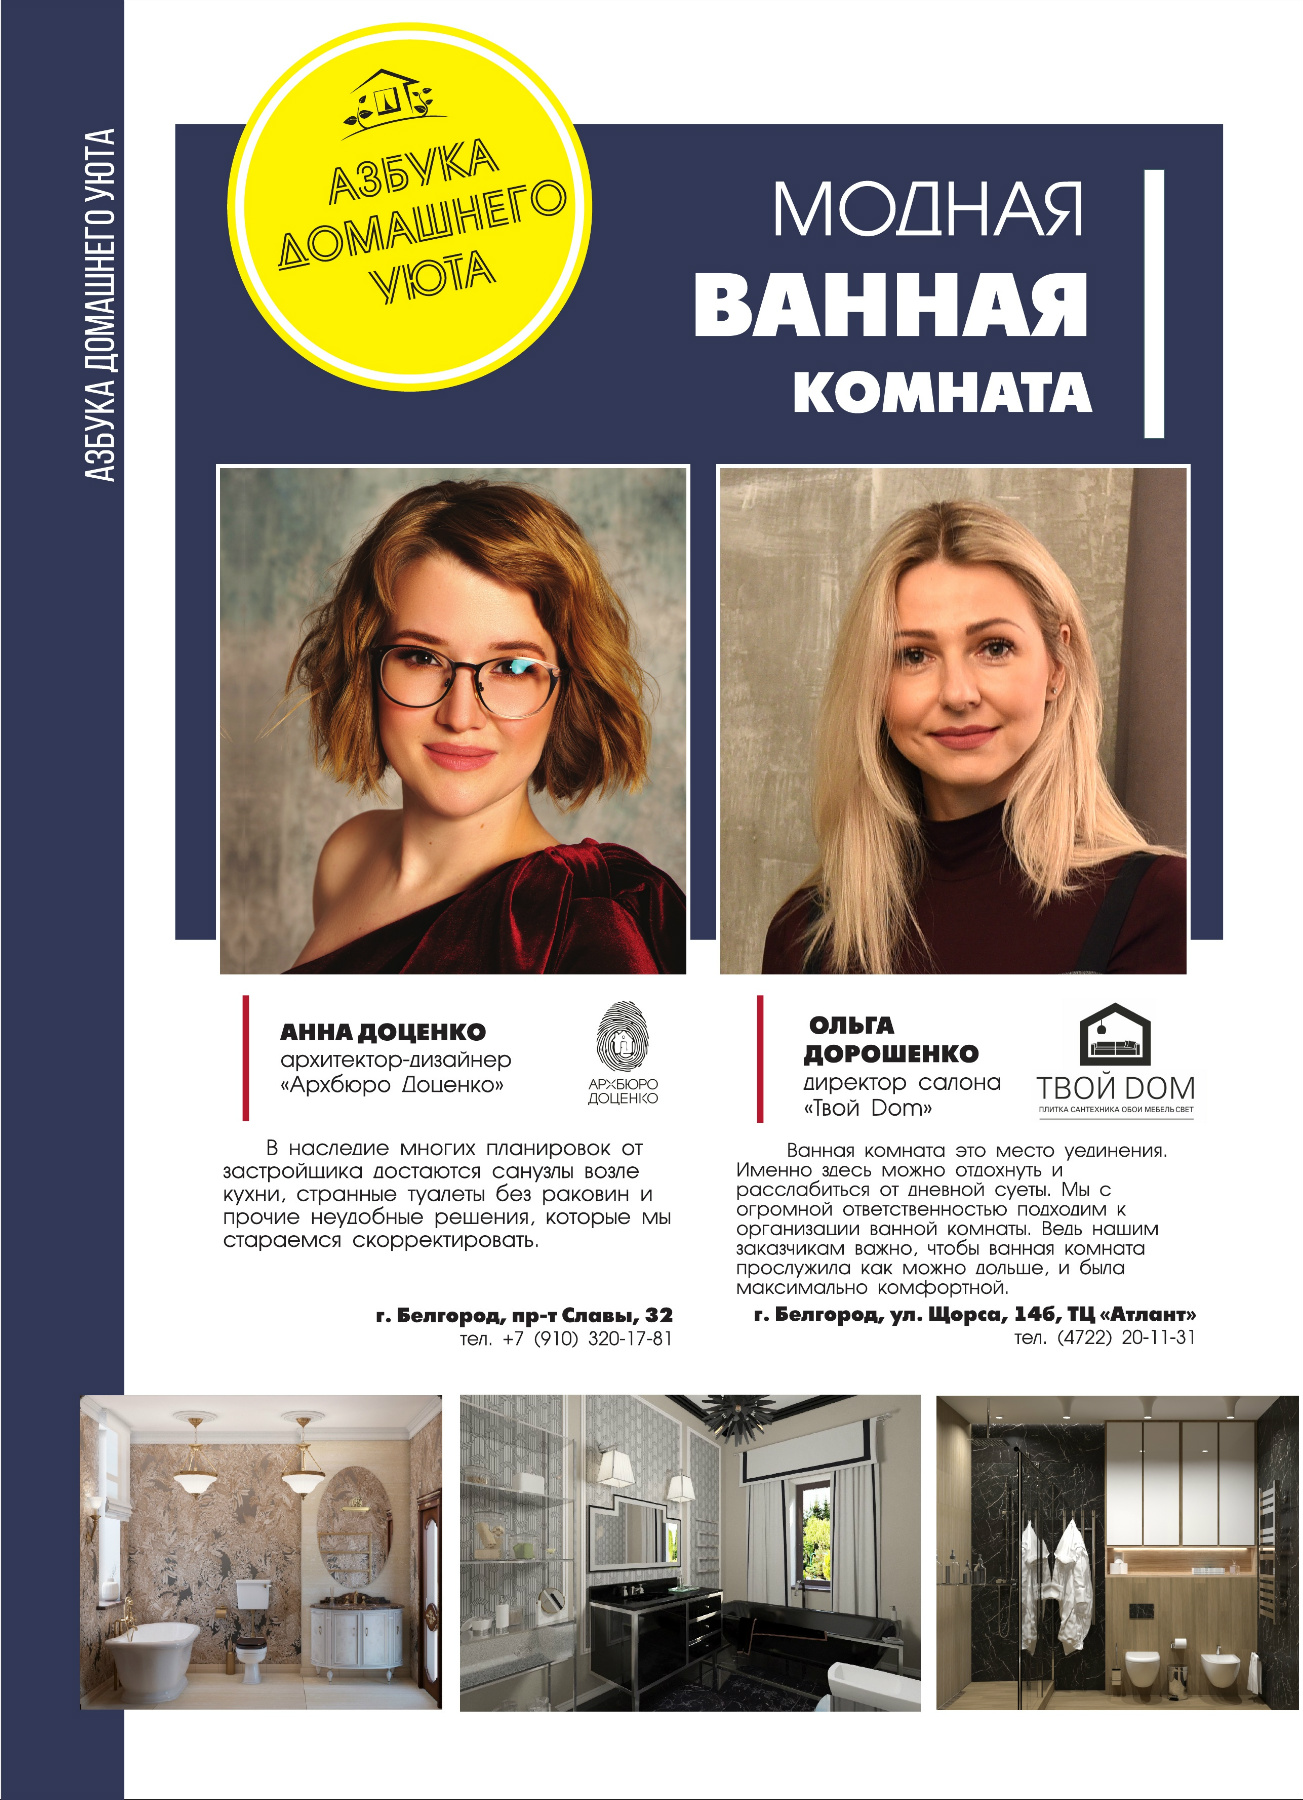 АЗБУКА ДОМАШНЕГО УЮТА
АЗБУКА
ДОМАШНЕГО
УЮТА
МОДНАЯ
ВАННАЯ
КОМНАТА
АННА ДОЦЕНКО
архитектор-дизайнер
«Архбюро Доценко»
АРХБЮРО
ДОЦЕНКО
В наследие многих планировок от
застройщика достаются санузлы возле
кухни, странные туалеты без раковин и
прочие неудобные решения, которые мы
стараемся скорректировать.
г. Белгород, пр-т Славы, 32
тел. +7 (910) 320-17-81
ОЛЬГА
ДОРОШЕНКО
директор салона
«Твой Dom»
ТВОЙ DOM
ПЛИТКА САНТЕХНИКА ОБОИ МЕБЕЛЬ СВЕТ
Ванная комната это место уединения.
Именно здесь можно отдохнуть и
расслабиться от дневной суеты. Мы с
огромной ответственностью подходим к
организации ванной комнаты. Ведь нашим
заказчикам важно, чтобы ванная комната
прослужила как можно дольше, и была
максимально комфортной.
г. Белгород, ул. Щорса, 14б, ТЦ «Атлант»
тел. (4722) 20-11-31